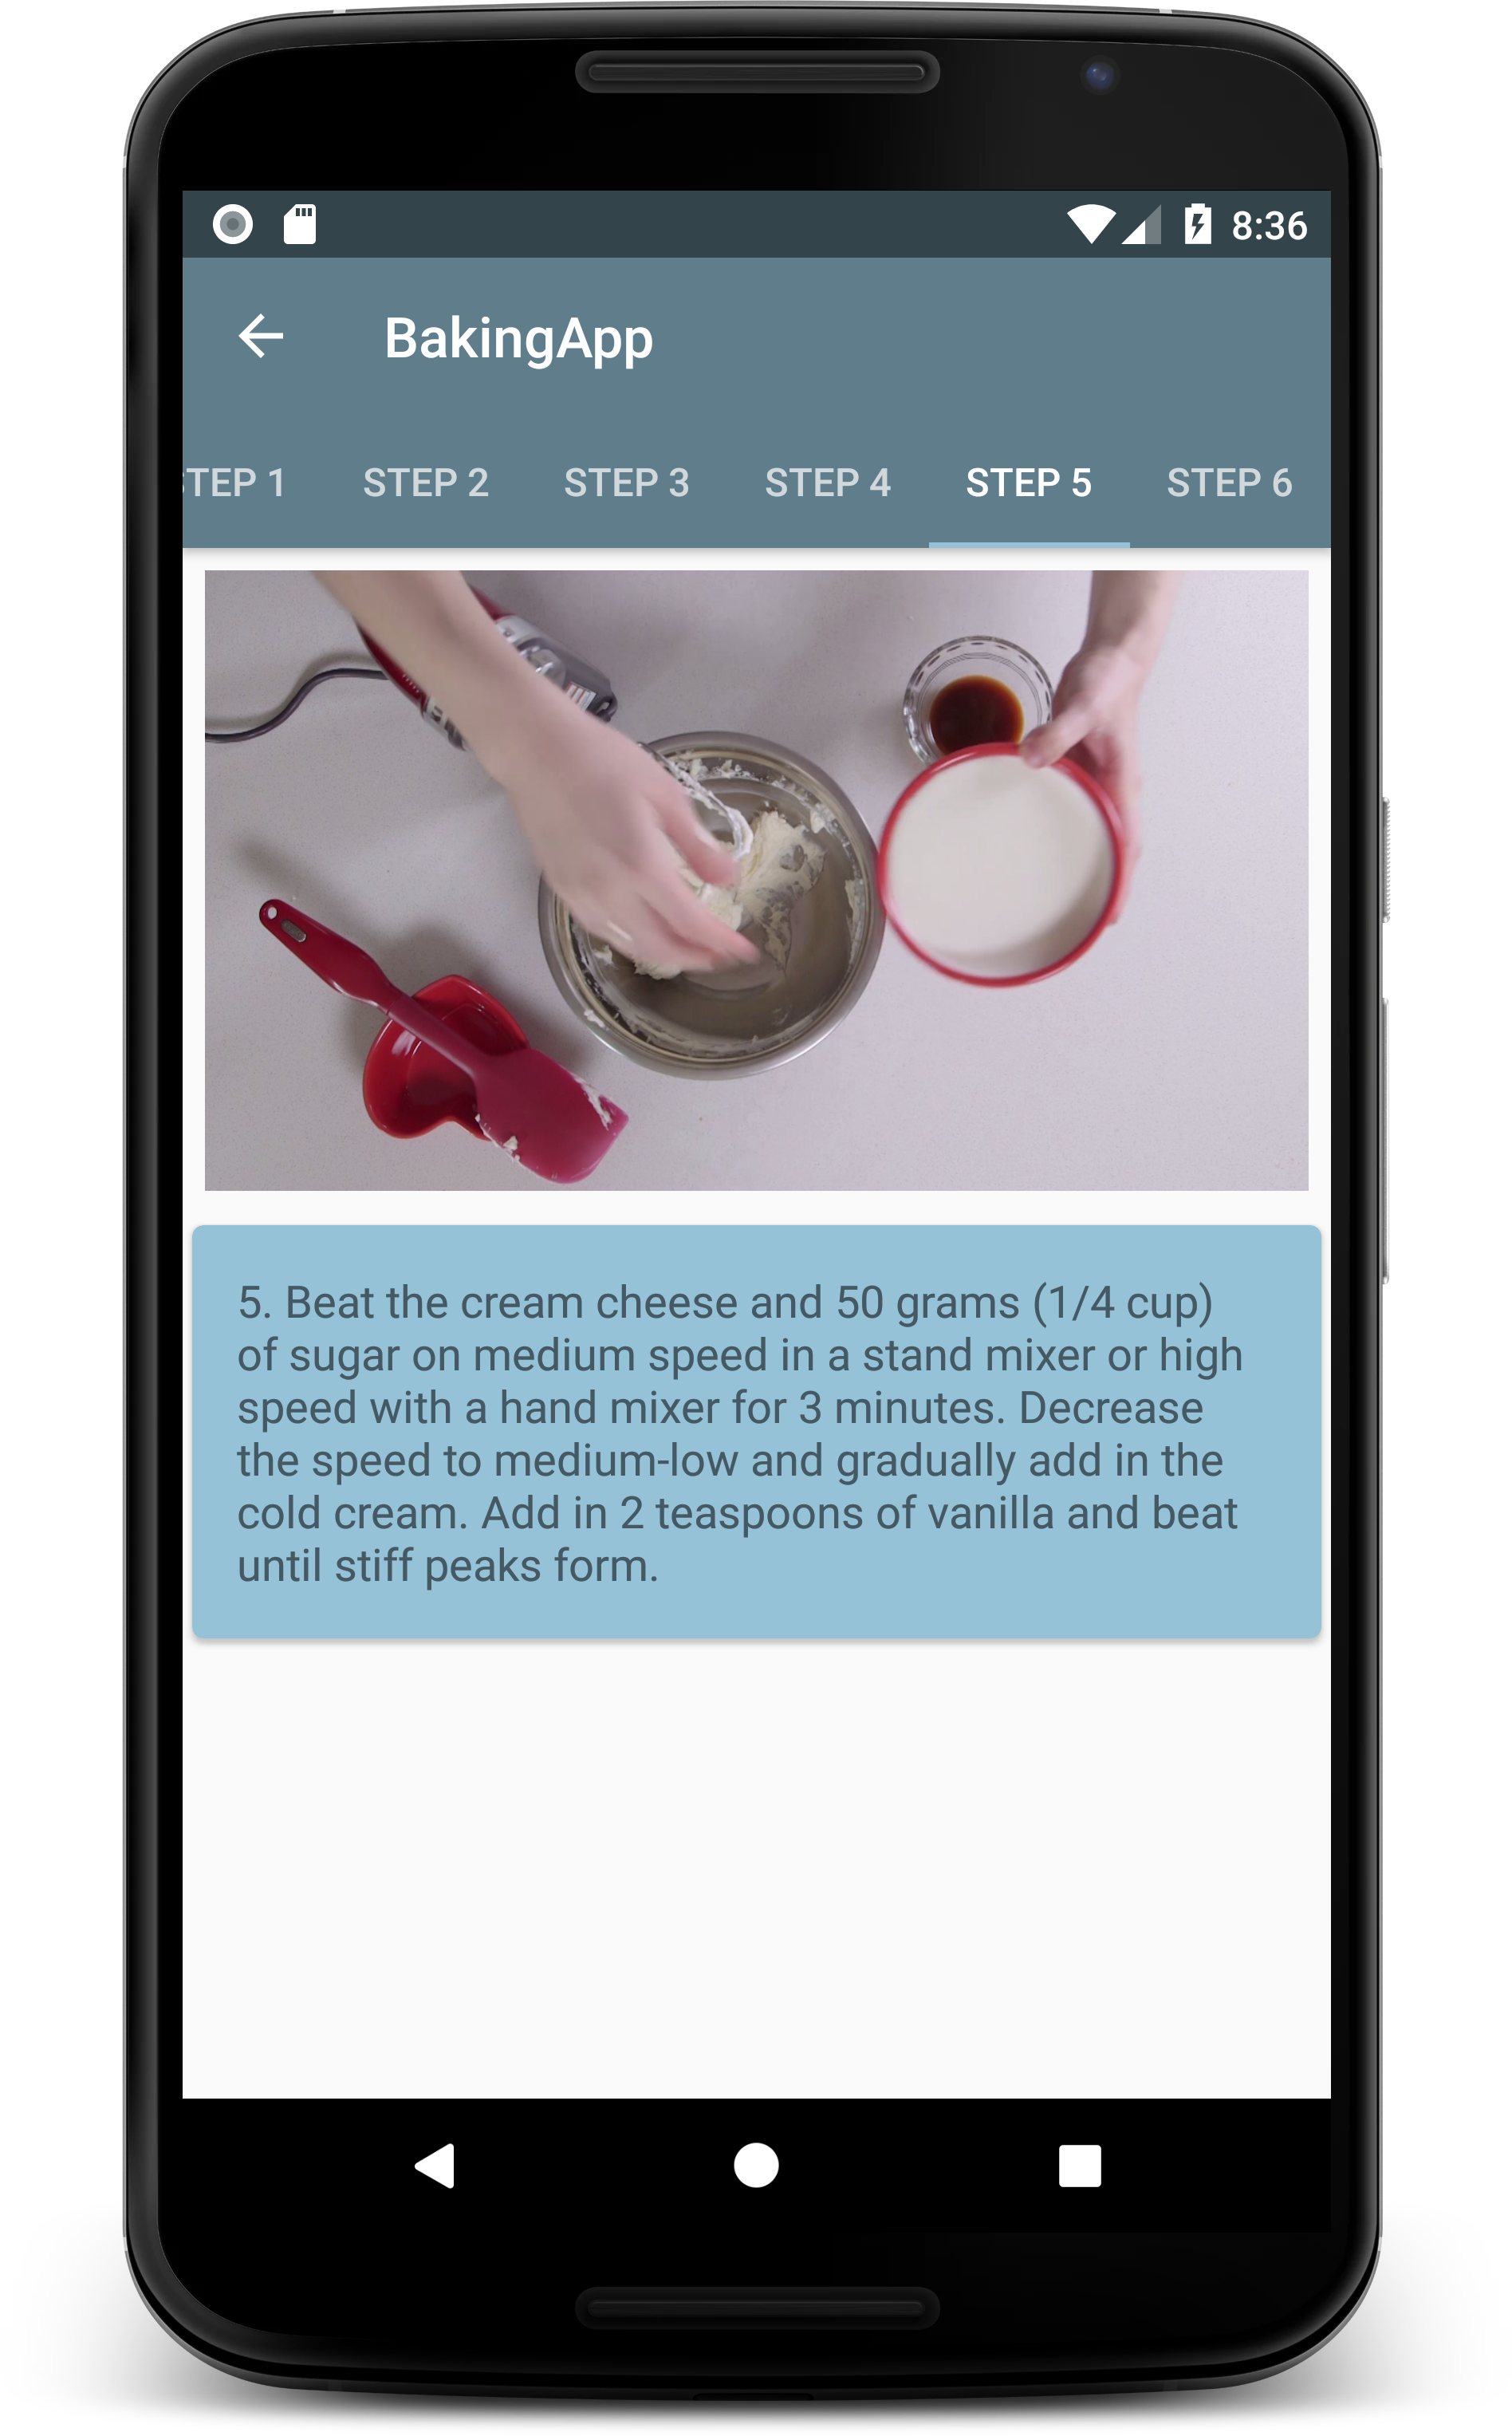 8:36
BakingApp
STEP 1
STEP 2
STEP 3
STEP 4
STEP 5
STEP 6
5. Beat the cream cheese and 50 grams (1/4 cup)
of sugar on medium speed in a stand mixer or high
speed with a hand mixer for 3 minutes. Decrease
the speed to medium-low and gradually add in the
cold cream. Add in 2 teaspoons of vanilla and beat
until stiff peaks form.